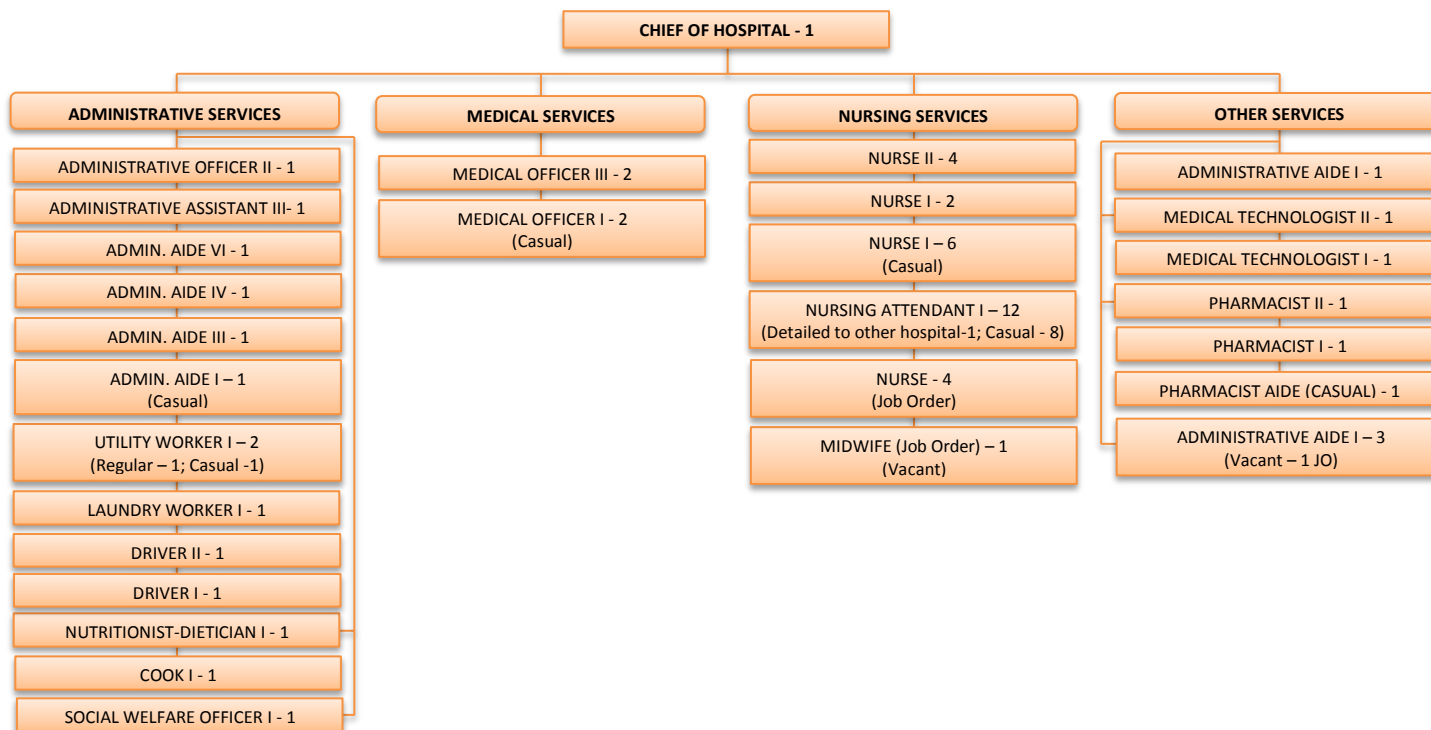 CHIEF OF HOSPITAL - 1
ADMINISTRATIVE SERVICES
ADMINISTRATIVE OFFICER II - 1
ADMINISTRATIVE ASSISTANT III- 1
ADMIN. AIDE VI - 1
ADMIN. AIDE IV - 1
ADMIN. AIDE III - 1
ADMIN. AIDE I – 1
(Casual)
UTILITY WORKER I – 2
(Regular – 1; Casual -1)
LAUNDRY WORKER I - 1
DRIVER II - 1
DRIVER I - 1
NUTRITIONIST-DIETICIAN I - 1
COOK I - 1
SOCIAL WELFARE OFFICER I - 1
MEDICAL SERVICES
MEDICAL OFFICER III - 2
MEDICAL OFFICER I - 2
(Casual)
NURSING SERVICES
NURSE II - 4
NURSE I - 2
NURSE I – 6
(Casual)
NURSING ATTENDANT I – 12
(Detailed to other hospital-1; Casual - 8)
NURSE - 4
(Job Order)
MIDWIFE (Job Order) – 1
(Vacant)
OTHER SERVICES
ADMINISTRATIVE AIDE I - 1
MEDICAL TECHNOLOGIST II - 1
MEDICAL TECHNOLOGIST I - 1
PHARMACIST II - 1
PHARMACIST I - 1
PHARMACIST AIDE (CASUAL) - 1
ADMINISTRATIVE AIDE I – 3
(Vacant – 1 JO)